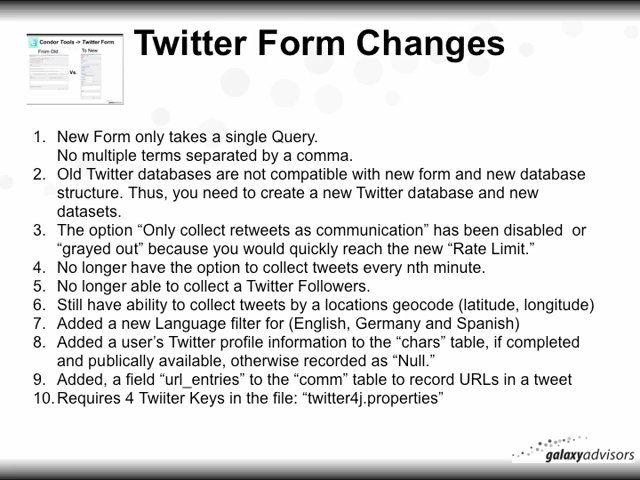 Condor Tools -> Twitter Form
From Old
To New
Vs.
Twitter Form Changes
1. New Form only takes a single Query.
No multiple terms separated by a comma.
2. Old Twitter databases are not compatible with new form and new database
structure. Thus, you need to create a new Twitter database and new
datasets.
3. The option “Only collect retweets as communication” has been disabled or
“grayed out” because you would quickly reach the new “Rate Limit.”
4. No longer have the option to collect tweets every nth minute.
5. No longer able to collect a Twitter Followers.
6. Still have ability to collect tweets by a locations geocode (latitude, longitude)
7. Added a new Language filter for (English, Germany and Spanish)
8. Added a user’s Twitter profile information to the “chars” table, if completed
and publically available, otherwise recorded as “Null.”
9. Added, a field “url_entries” to the “comm” table to record URLs in a tweet
10. Requires 4 Twiiter Keys in the file: “twitter4j.properties”
galaxyadvisors